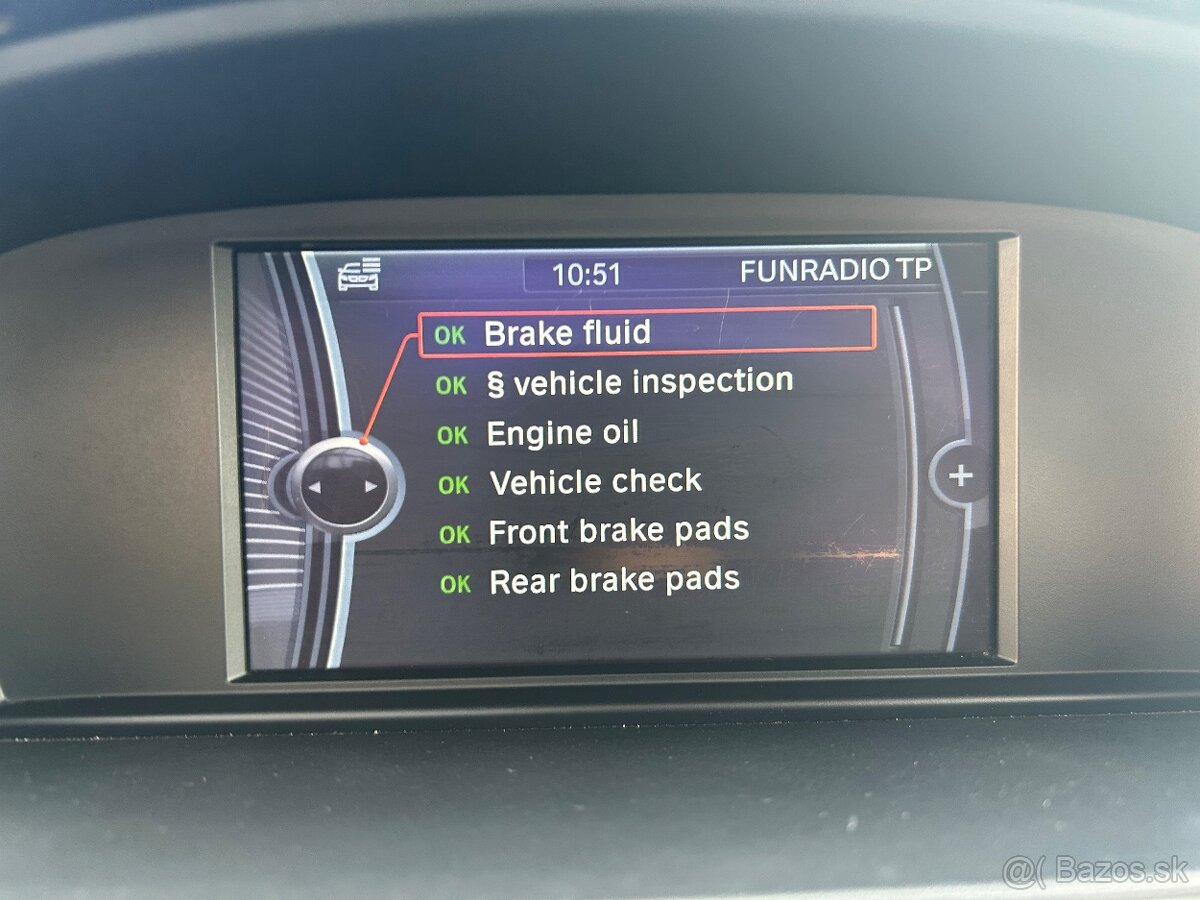 10:51 FUNRADIO TP
OK Brake fluid
OK § vehicle inspection
OK Engine oil
OK Vehicle check
OK Front brake pads
OK Rear brake pads
+
@( Bazos.sk